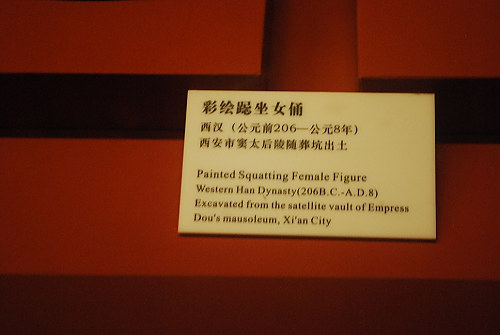 彩绘跽坐女俑
西汉（公元前206—公元8年）
西安市窦太后陵随葬坑出土
Painted Squatting Female Figure
Western Han Dynasty(206B.C.-A.D.8)
Excavated from the satellite vault of Empress
Dou's mausoleum, Xi'an City